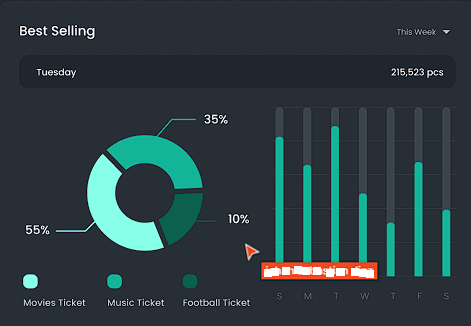 Best Selling
This Week
Tuesday 215,523 pcs
35%
10%
55%
S M T W T F S
Movies Ticket Music Ticket Football Ticket